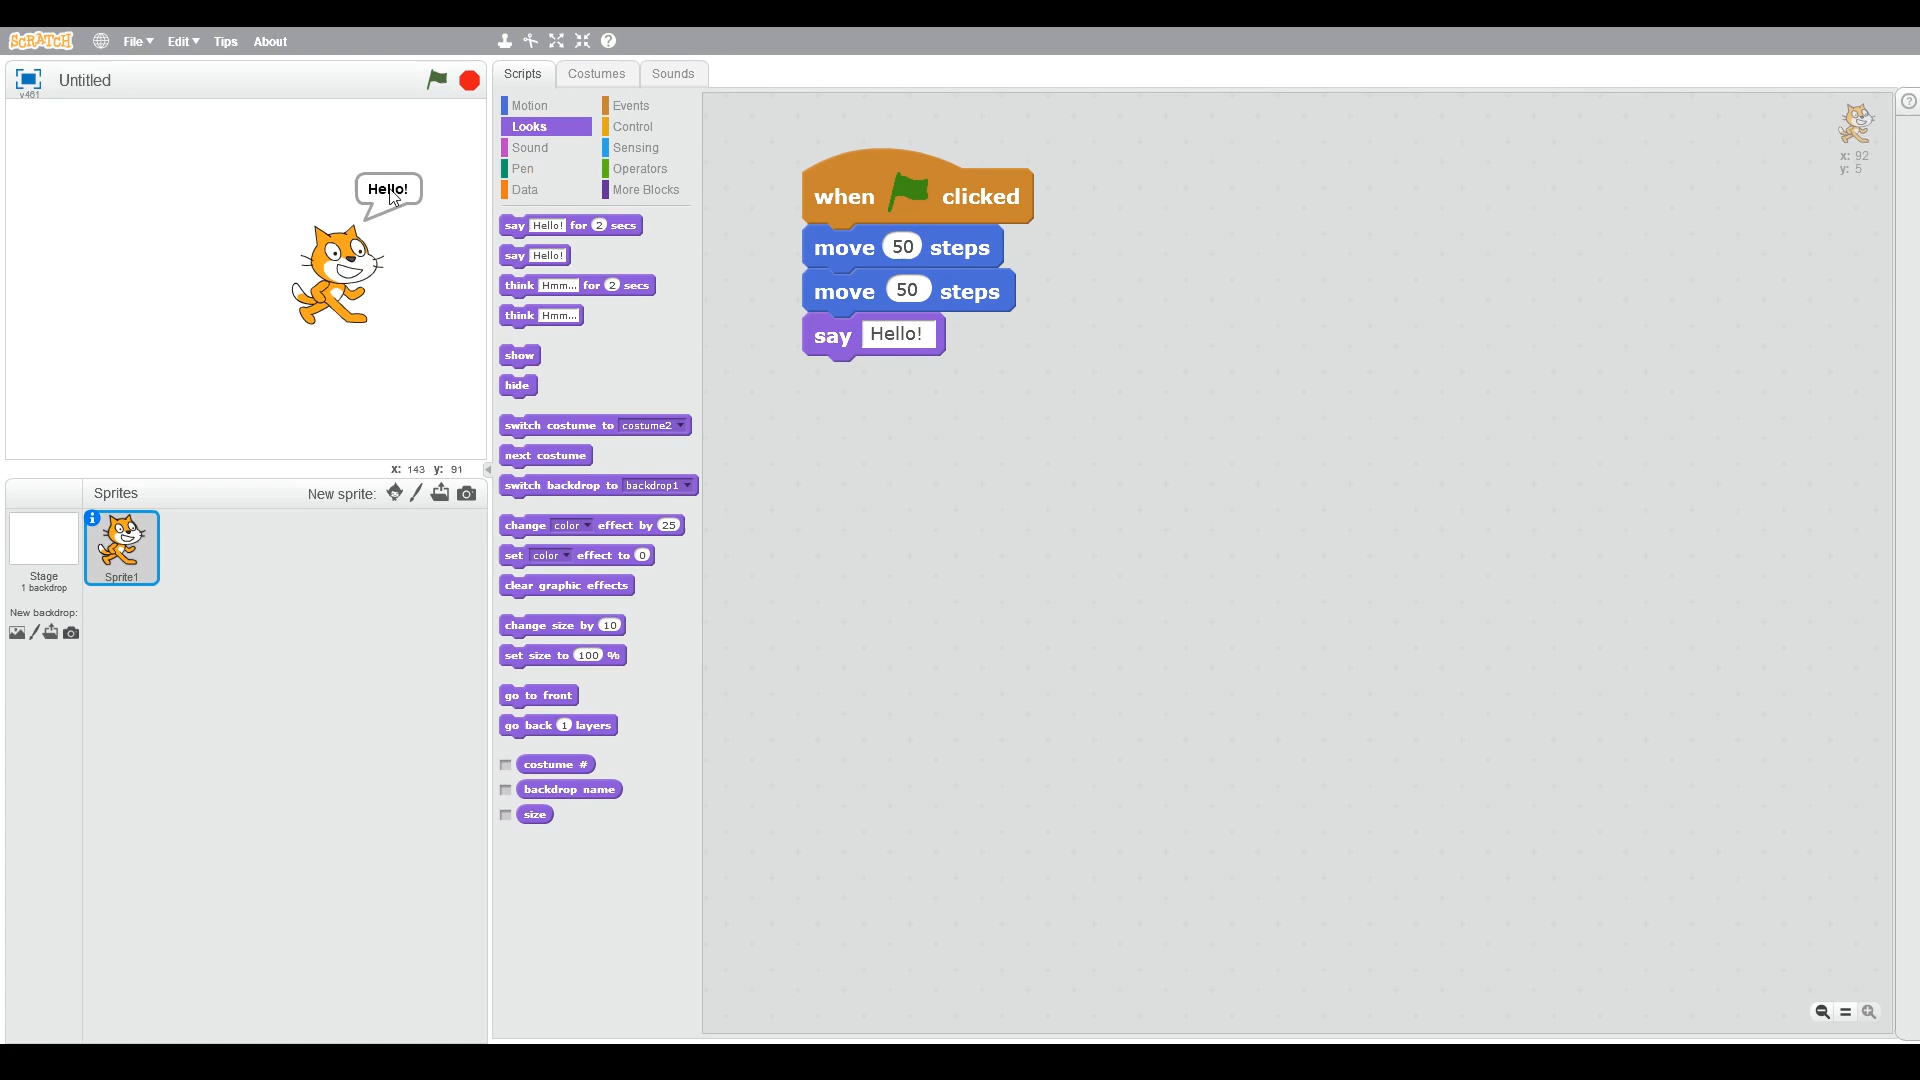 SCRATCH File Edit Tips About
v461 Untitled
Hello!
x: 143 y: 91
Sprites New sprite:
Sprite1
Stage
1 backdrop
New backdrop:
Scripts Costumes Sounds
Motion Events
Looks Control
Sound Sensing
Pen Operators
Data More Blocks
say Hello! for 2 secs
say Hello!
think Hmm... for 2 secs
think Hmm...
show
hide
switch costume to costume2
next costume
switch backdrop to backdrop1
change color effect by 25
set color effect to 0
clear graphic effects
change size by 10
set size to 100 %
go to front
go back 1 layers
costume #
backdrop name
size
when clicked
move 50 steps
move 50 steps
say Hello!
x: 92
y: 5